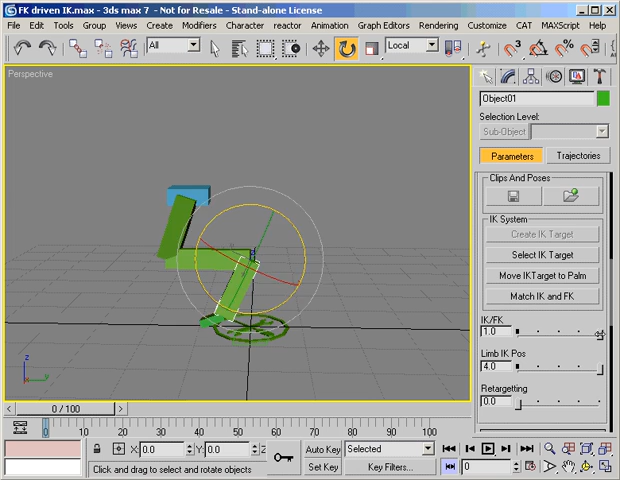 FK driven IK.max - 3ds max 7 - Not for Resale - Stand-alone License
File Edit Tools Group Views Create Modifiers Character reactor Animation Graph Editors Rendering Customize CAT MAXScript Help
All
Local
3
Perspective
Object01
Selection Level:
Sub-Object
Parameters Trajectories
Clips And Poses
IK System
Create IK Target
Select IK Target
Move IKTarget to Palm
Match IK and FK
IK/FK
1.0
Limb IK Pos
4.0
Retargetting
0.0
z
y
0 / 100
0 10 20 30 40 50 60 70 80 90 100
X 0.0 Y 0.0 Z
Auto Key Selected
Click and drag to select and rotate objects
Set Key Key Filters... 0